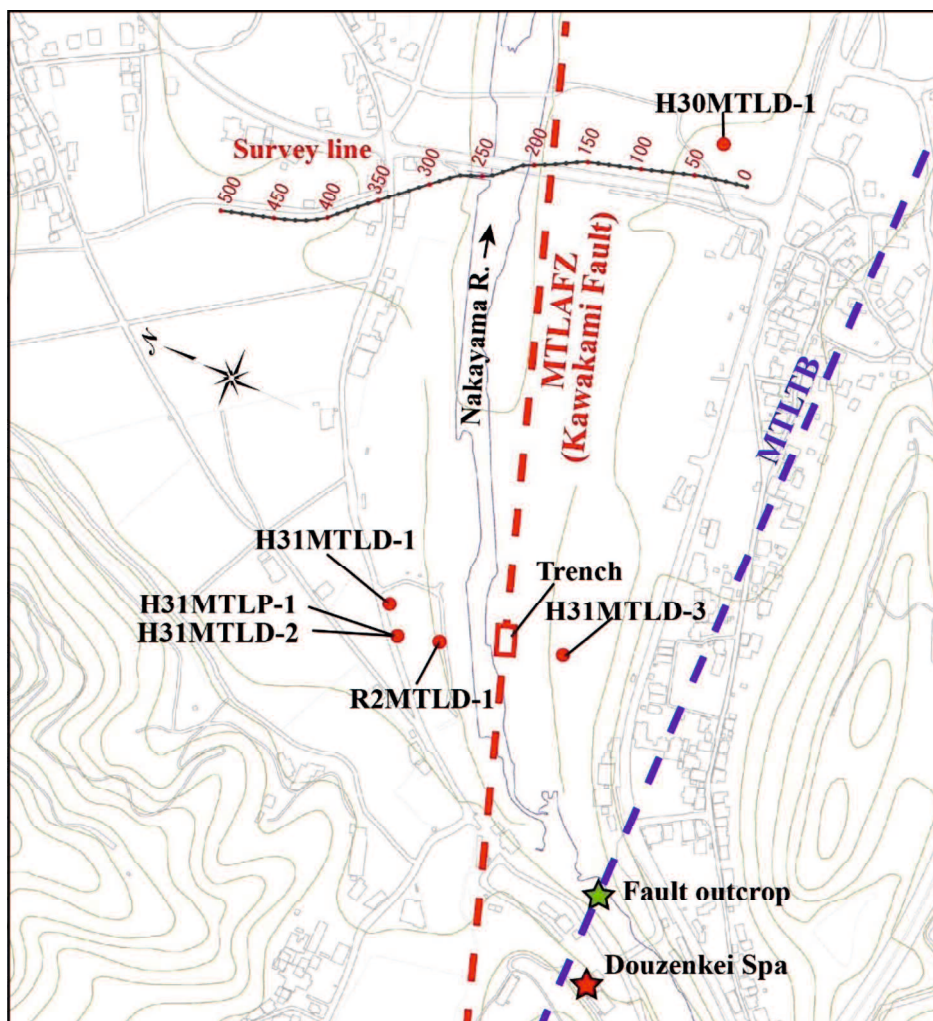 H30MTLD-1
Survey line
500
450
400
350
300
250
200
150
100
50
0
N
Nakayama R.
MTLAFZ
(Kawakami Fault)
MTLTB
H31MTLD-1
H31MTLP-1
H31MTLD-2
R2MTLD-1
Trench
H31MTLD-3
Fault outcrop
Douzenkei Spa